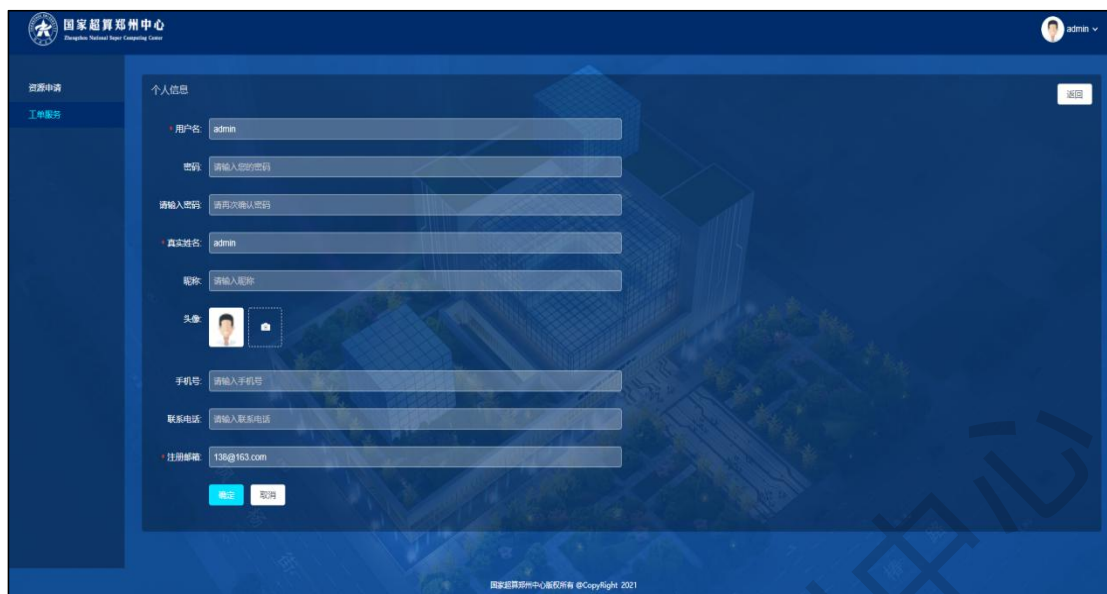 国家超算郑州中心
Zhengzhou National Super Computing Center
admin
资源申请
工单服务
个人信息
返回
* 用户名: admin
密码: 请输入您的密码
请输入密码: 请再次确认密码
* 真实姓名: admin
昵称: 请输入昵称
头像:
手机号: 请输入手机号
联系电话: 请输入联系电话
* 注册邮箱: 138@163.com
确定 取消
国家超算郑州中心版权所有 @CopyRight 2021
中心